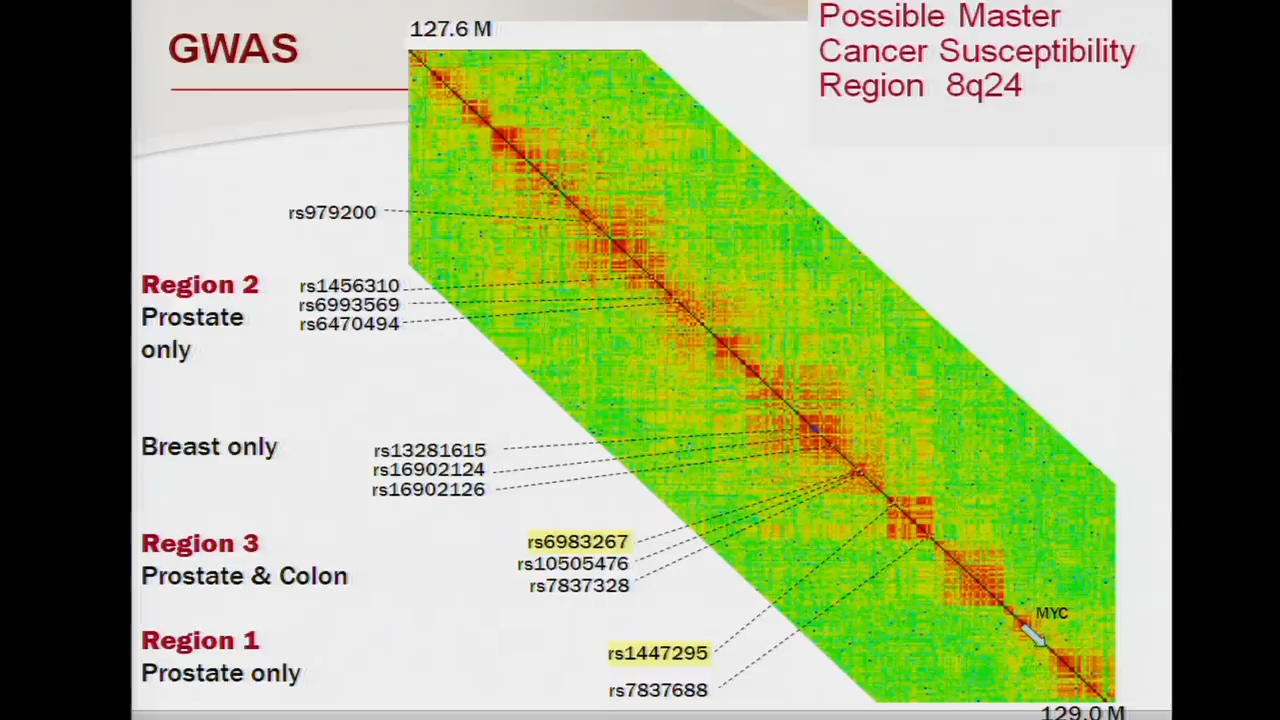 GWAS
127.6 M
Possible Master
Cancer Susceptibility
Region 8q24
rs979200
Region 2
Prostate
only
rs1456310
rs6993569
rs6470494
Breast only
rs13281615
rs16902124
rs16902126
Region 3
Prostate & Colon
rs6983267
rs10505476
rs7837328
MYC
Region 1
Prostate only
rs1447295
rs7837688
129.0 M